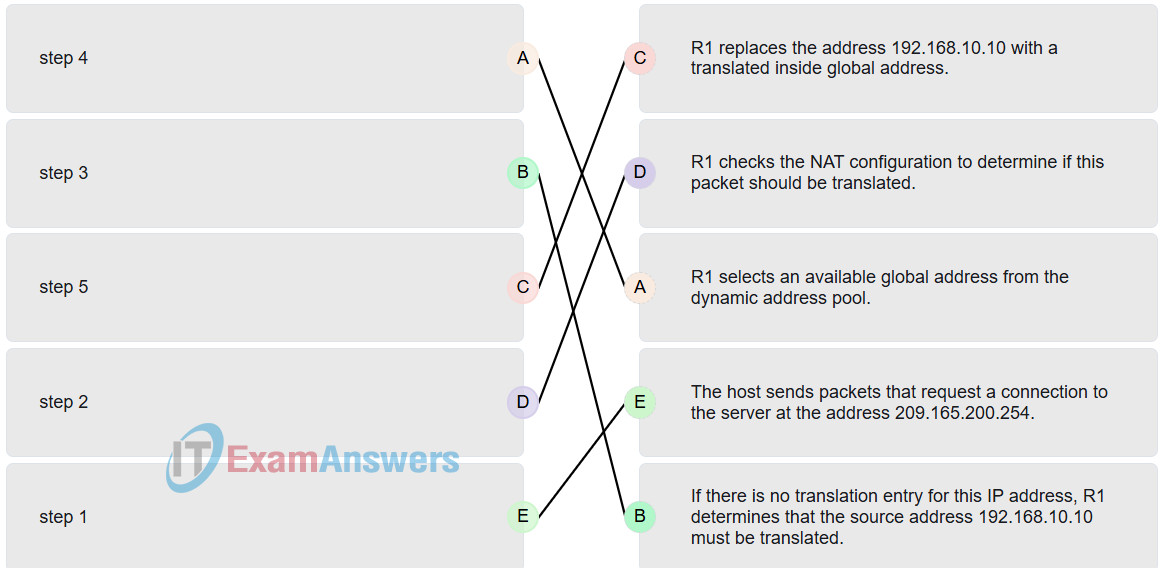 step 4
A
C
R1 replaces the address 192.168.10.10 with a
translated inside global address.
step 3
B
D
R1 checks the NAT configuration to determine if this
packet should be translated.
step 5
C
A
R1 selects an available global address from the
dynamic address pool.
step 2
D
E
The host sends packets that request a connection to
the server at the address 209.165.200.254.
ITExamAnswers
step 1
E
B
If there is no translation entry for this IP address, R1
determines that the source address 192.168.10.10
must be translated.